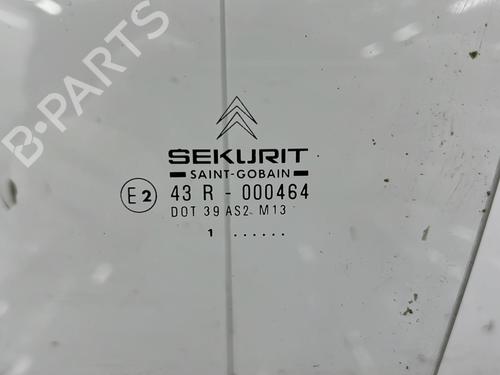 B-PARTS
SEKURIT
SAINT-GOBAIN
E2 43 R - 000464
DOT 39 AS2 M13
1 ......